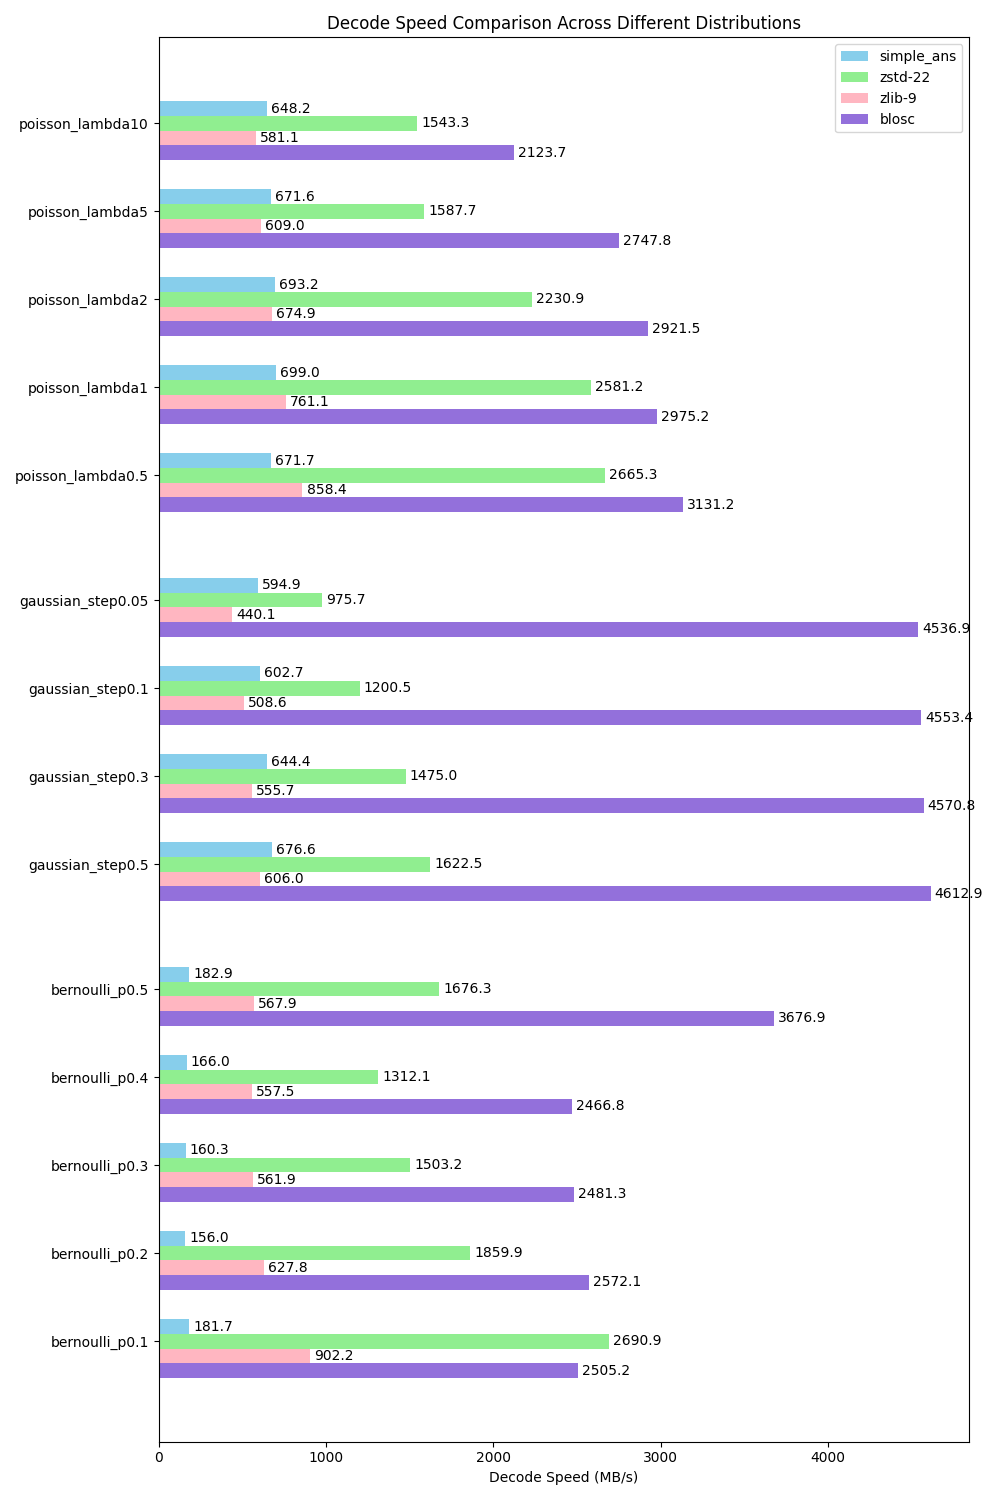 Decode Speed Comparison Across Different Distributions
simple_ans
zstd-22
zlib-9
blosc
poisson_lambda10
648.2
1543.3
581.1
2123.7
poisson_lambda5
671.6
1587.7
609.0
2747.8
poisson_lambda2
693.2
2230.9
674.9
2921.5
poisson_lambda1
699.0
2581.2
761.1
2975.2
poisson_lambda0.5
671.7
2665.3
858.4
3131.2
gaussian_step0.05
594.9
975.7
440.1
4536.9
gaussian_step0.1
602.7
1200.5
508.6
4553.4
gaussian_step0.3
644.4
1475.0
555.7
4570.8
gaussian_step0.5
676.6
1622.5
606.0
4612.9
bernoulli_p0.5
182.9
1676.3
567.9
3676.9
bernoulli_p0.4
166.0
1312.1
557.5
2466.8
bernoulli_p0.3
160.3
1503.2
561.9
2481.3
bernoulli_p0.2
156.0
1859.9
627.8
2572.1
bernoulli_p0.1
181.7
2690.9
902.2
2505.2
0 1000 2000 3000 4000
Decode Speed (MB/s)